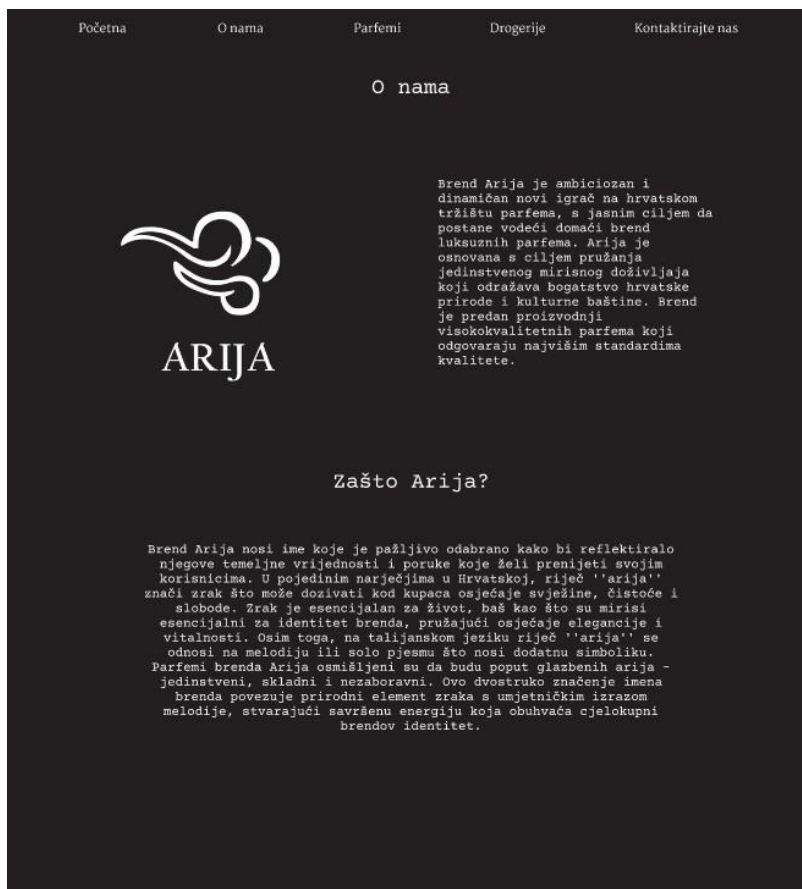 Početna O nama Parfemi Drogerije Kontaktirajte nas
O nama
Brend Arija je ambiciozan i
dinamičan novi igrač na hrvatskom
tržištu parfema, s jasnim ciljem da
postane vodeći domaći brend
luksuznih parfema. Arija je
osnovana s ciljem pružanja
jedinstvenog mirisnog doživljaja
koji odražava bogatstvo hrvatske
prirode i kulturne baštine. Brend
je predan proizvodnji
visokokvalitetnih parfema koji
odgovaraju najvišim standardima
kvalitete.
ARIJA
Zašto Arija?
Brend Arija nosi ime koje je pažljivo odabrano kako bi reflektiralo
njegove temeljne vrijednosti i poruke koje želi prenijeti svojim
korisnicima. U pojedinim narječjima u Hrvatskoj, riječ ''arija''
znači zrak što može dozivati kod kupaca osjećaje svježine, čistoće i
slobode. Zrak je esencijalan za život, baš kao što su mirisi
esencijalni za identitet brenda, pružajući osjećaje elegancije i
vitalnosti. Osim toga, na talijanskom jeziku riječ ''arija'' se
odnosi na melodiju ili solo pjesmu što nosi dodatnu simboliku.
Parfemi brenda Arija osmišljeni su da budu poput glazbenih arija -
jedinstveni, skladni i nezaboravni. Ovo dvostruko značenje imena
brenda povezuje prirodni element zraka s umjetničkim izrazom
melodije, stvarajući savršenu energiju koja obuhvaća cjelokupni
brendov identitet.